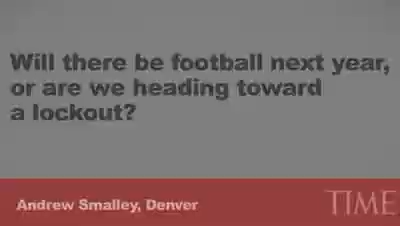 Will there be football next year,
or are we heading toward
a lockout?
Andrew Smalley, Denver
TIME